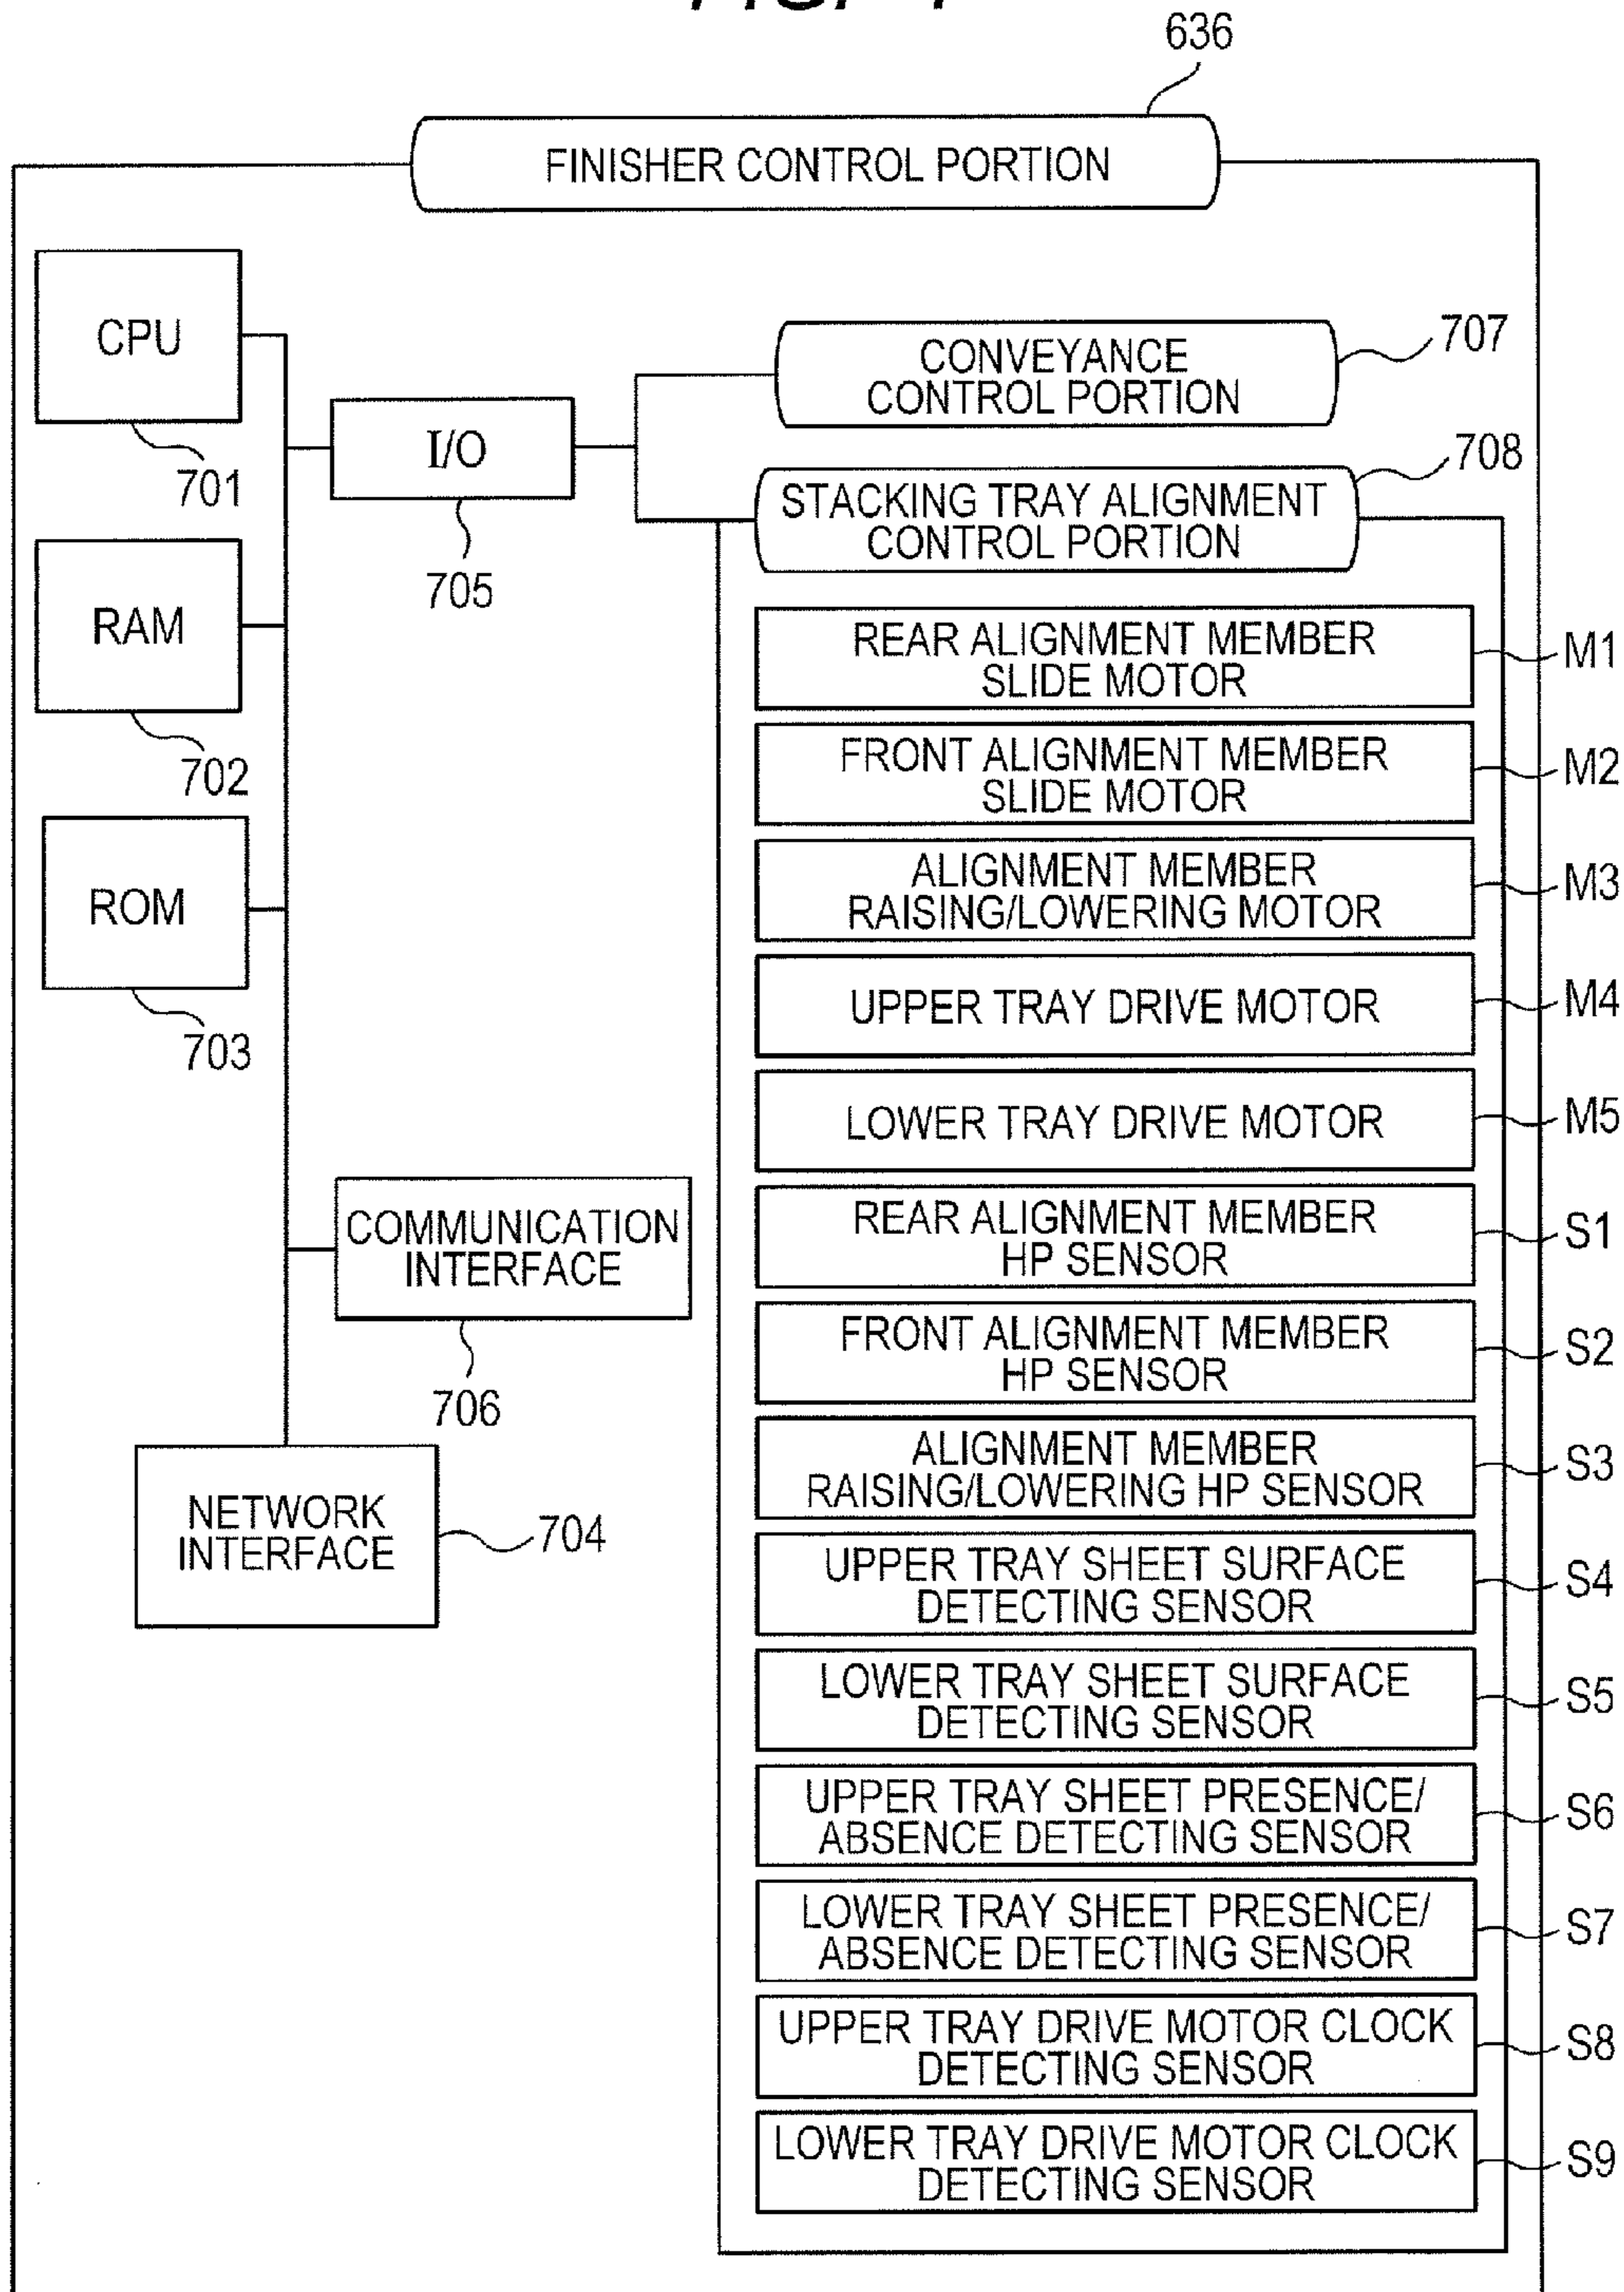 636
FINISHER CONTROL PORTION
CPU
701
RAM
702
ROM
703
I/O
705
COMMUNICATION
INTERFACE
706
NETWORK
INTERFACE
704
CONVEYANCE
CONTROL PORTION
707
STACKING TRAY ALIGNMENT
CONTROL PORTION
708
REAR ALIGNMENT MEMBER
SLIDE MOTOR
M1
FRONT ALIGNMENT MEMBER
SLIDE MOTOR
M2
ALIGNMENT MEMBER
RAISING/LOWERING MOTOR
M3
UPPER TRAY DRIVE MOTOR
M4
LOWER TRAY DRIVE MOTOR
M5
REAR ALIGNMENT MEMBER
HP SENSOR
S1
FRONT ALIGNMENT MEMBER
HP SENSOR
S2
ALIGNMENT MEMBER
RAISING/LOWERING HP SENSOR
S3
UPPER TRAY SHEET SURFACE
DETECTING SENSOR
S4
LOWER TRAY SHEET SURFACE
DETECTING SENSOR
S5
UPPER TRAY SHEET PRESENCE/
ABSENCE DETECTING SENSOR
S6
LOWER TRAY SHEET PRESENCE/
ABSENCE DETECTING SENSOR
S7
UPPER TRAY DRIVE MOTOR CLOCK
DETECTING SENSOR
S8
LOWER TRAY DRIVE MOTOR CLOCK
DETECTING SENSOR
S9